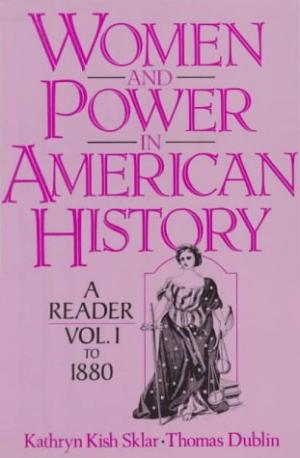 WOMEN
AND
POWER
IN
AMERICAN
HISTORY
A
READER
VOL. I
TO
1880
Kathryn Kish Sklar · Thomas Dublin